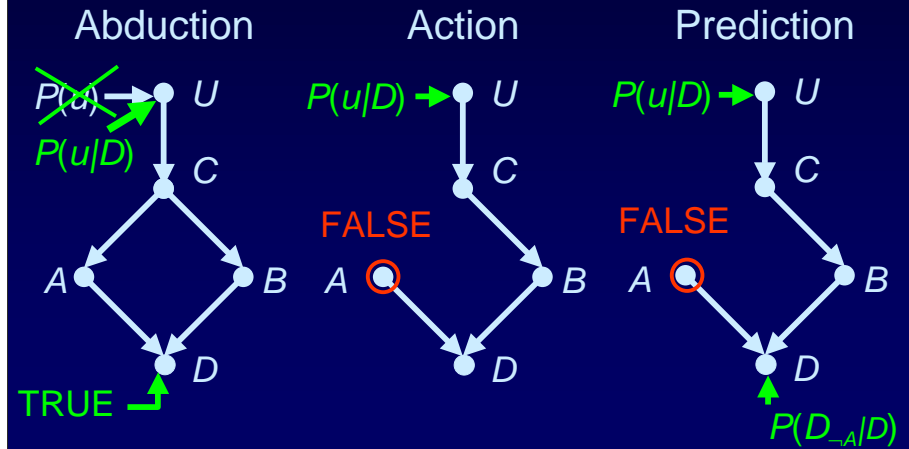 Abduction
P(u)
U
P(u|D)
C
A
B
D
TRUE
Action
P(u|D)
U
C
FALSE
A
B
D
Prediction
P(u|D)
U
C
FALSE
A
B
D
P(D¬A|D)